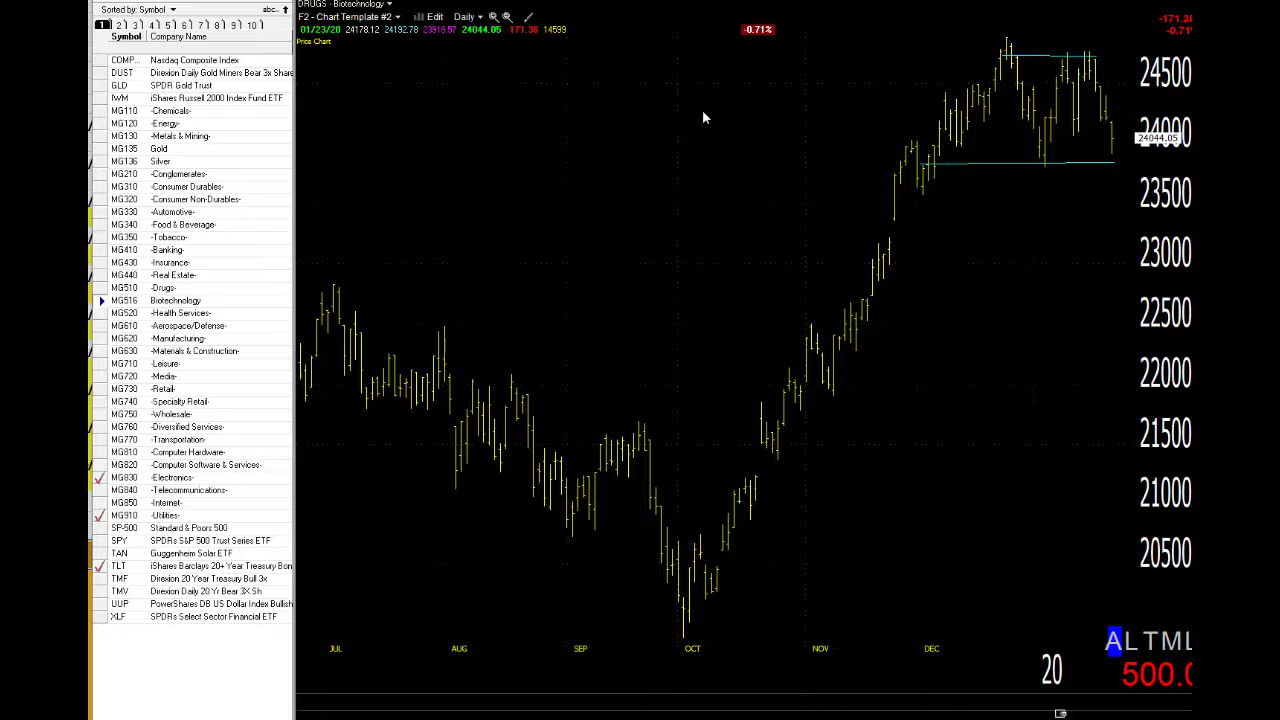 Sorted by: Symbol abc..
1 2 3 4 5 6 7 8 9 10
Symbol Company Name
COMP... Nasdaq Composite Index
DUST Direxion Daily Gold Miners Bear 3x Share
GLD SPDR Gold Trust
IWM iShares Russell 2000 Index Fund ETF
MG110 -Chemicals-
MG120 -Energy-
MG130 -Metals & Mining-
MG135 Gold
MG136 Silver
MG210 -Conglomerates-
MG310 -Consumer Durables-
MG320 -Consumer Non-Durables-
MG330 -Automotive-
MG340 -Food & Beverage-
MG350 -Tobacco-
MG410 -Banking-
MG430 -Insurance-
MG440 -Real Estate-
MG510 -Drugs-
MG516 Biotechnology
MG520 -Health Services-
MG610 -Aerospace/Defense-
MG620 -Manufacturing-
MG630 -Materials & Construction-
MG710 -Leisure-
MG720 -Media-
MG730 -Retail-
MG740 -Specialty Retail-
MG750 -Wholesale-
MG760 -Diversified Services-
MG770 -Transportation-
MG810 -Computer Hardware-
MG820 -Computer Software & Services-
MG830 -Electronics-
MG840 -Telecommunications-
MG850 -Internet-
MG910 -Utilities-
SP-500 Standard & Poors 500
SPY SPDRs S&P 500 Trust Series ETF
TAN Guggenheim Solar ETF
TLT iShares Barclays 20+ Year Treasury Bon
TMF Direxion 20 Year Treasury Bull 3x
TMV Direxion Daily 20 Yr Bear 3X Sh
UUP PowerShares DB US Dollar Index Bullish
XLF SPDRs Select Sector Financial ETF
DRUGS - Biotechnology
F2 - Chart Template #2 Edit Daily
01/23/20 24178.12 24192.78 23918.57 24044.05 -171.36 14599 -0.71%
Price Chart
-171.36
-0.71%
24500
24000
24044.05
23500
23000
22500
22000
21500
21000
20500
JUL AUG SEP OCT NOV DEC
20
ALTML
500.0